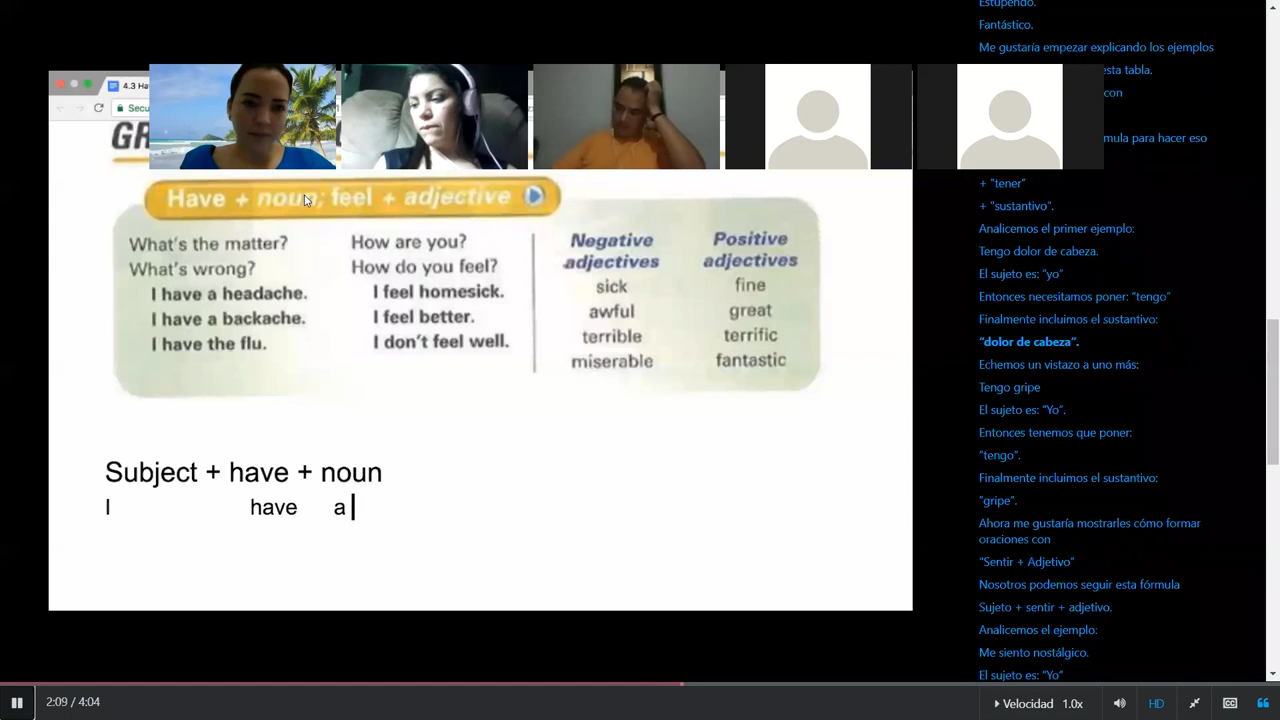 4.3 Ha
Secu
GR
Have + noun; feel + adjective
What's the matter?
What's wrong?
I have a headache.
I have a backache.
I have the flu.
How are you?
How do you feel?
I feel homesick.
I feel better.
I don't feel well.
Negative adjectives
sick
awful
terrible
miserable
Positive adjectives
fine
great
terrific
fantastic
Subject + have + noun
I have a
Estupendo.
Fantástico.
Me gustaría empezar explicando los ejemplos
esta tabla.
con
mula para hacer eso
+ "tener"
+ "sustantivo".
Analicemos el primer ejemplo:
Tengo dolor de cabeza.
El sujeto es: "yo"
Entonces necesitamos poner: "tengo"
Finalmente incluimos el sustantivo:
"dolor de cabeza".
Echemos un vistazo a uno más:
Tengo gripe
El sujeto es: "Yo".
Entonces tenemos que poner:
"tengo".
Finalmente incluimos el sustantivo:
"gripe".
Ahora me gustaría mostrarles cómo formar
oraciones con
"Sentir + Adjetivo"
Nosotros podemos seguir esta fórmula
Sujeto + sentir + adjetivo.
Analicemos el ejemplo:
Me siento nostálgico.
El sujeto es: "Yo"
2:09 / 4:04
Velocidad 1.0x
HD
CC